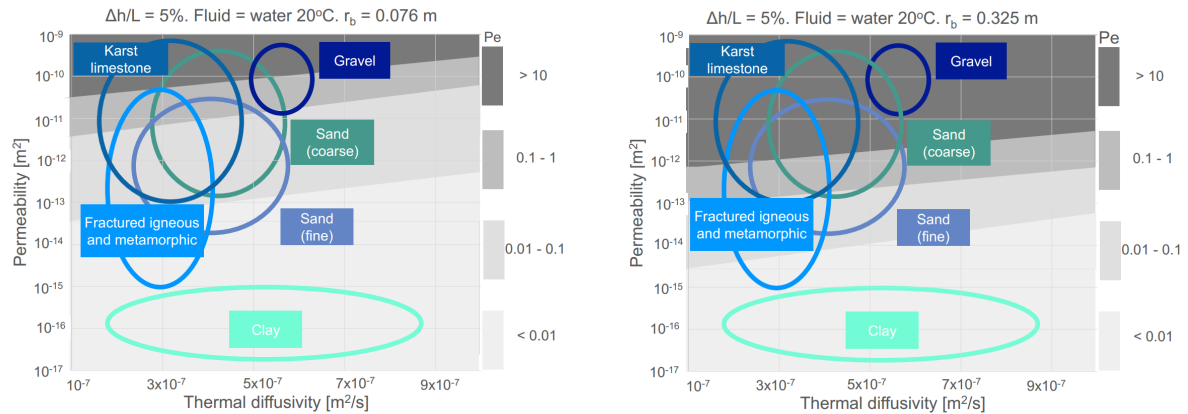 Δh/L = 5%. Fluid = water 20°C. r_b = 0.076 m
Permeability [m²]
10⁻⁹
10⁻¹⁰
10⁻¹¹
10⁻¹²
10⁻¹³
10⁻¹⁴
10⁻¹⁵
10⁻¹⁶
10⁻¹⁷
Karst
limestone
Gravel
Sand
(coarse)
Fractured igneous
and metamorphic
Sand
(fine)
Clay
10⁻⁷
3x10⁻⁷
5x10⁻⁷
7x10⁻⁷
9x10⁻⁷
Thermal diffusivity [m²/s]
> 10
0.1 - 1
0.01 - 0.1
< 0.01
Δh/L = 5%. Fluid = water 20°C. r_b = 0.325 m
Permeability [m²]
10⁻⁹
10⁻¹⁰
10⁻¹¹
10⁻¹²
10⁻¹³
10⁻¹⁴
10⁻¹⁵
10⁻¹⁶
10⁻¹⁷
Karst
limestone
Gravel
Sand
(coarse)
Fractured igneous
and metamorphic
Sand
(fine)
Clay
10⁻⁷
3x10⁻⁷
5x10⁻⁷
7x10⁻⁷
9x10⁻⁷
Thermal diffusivity [m²/s]
Pe
> 10
0.1 - 1
0.01 - 0.1
< 0.01